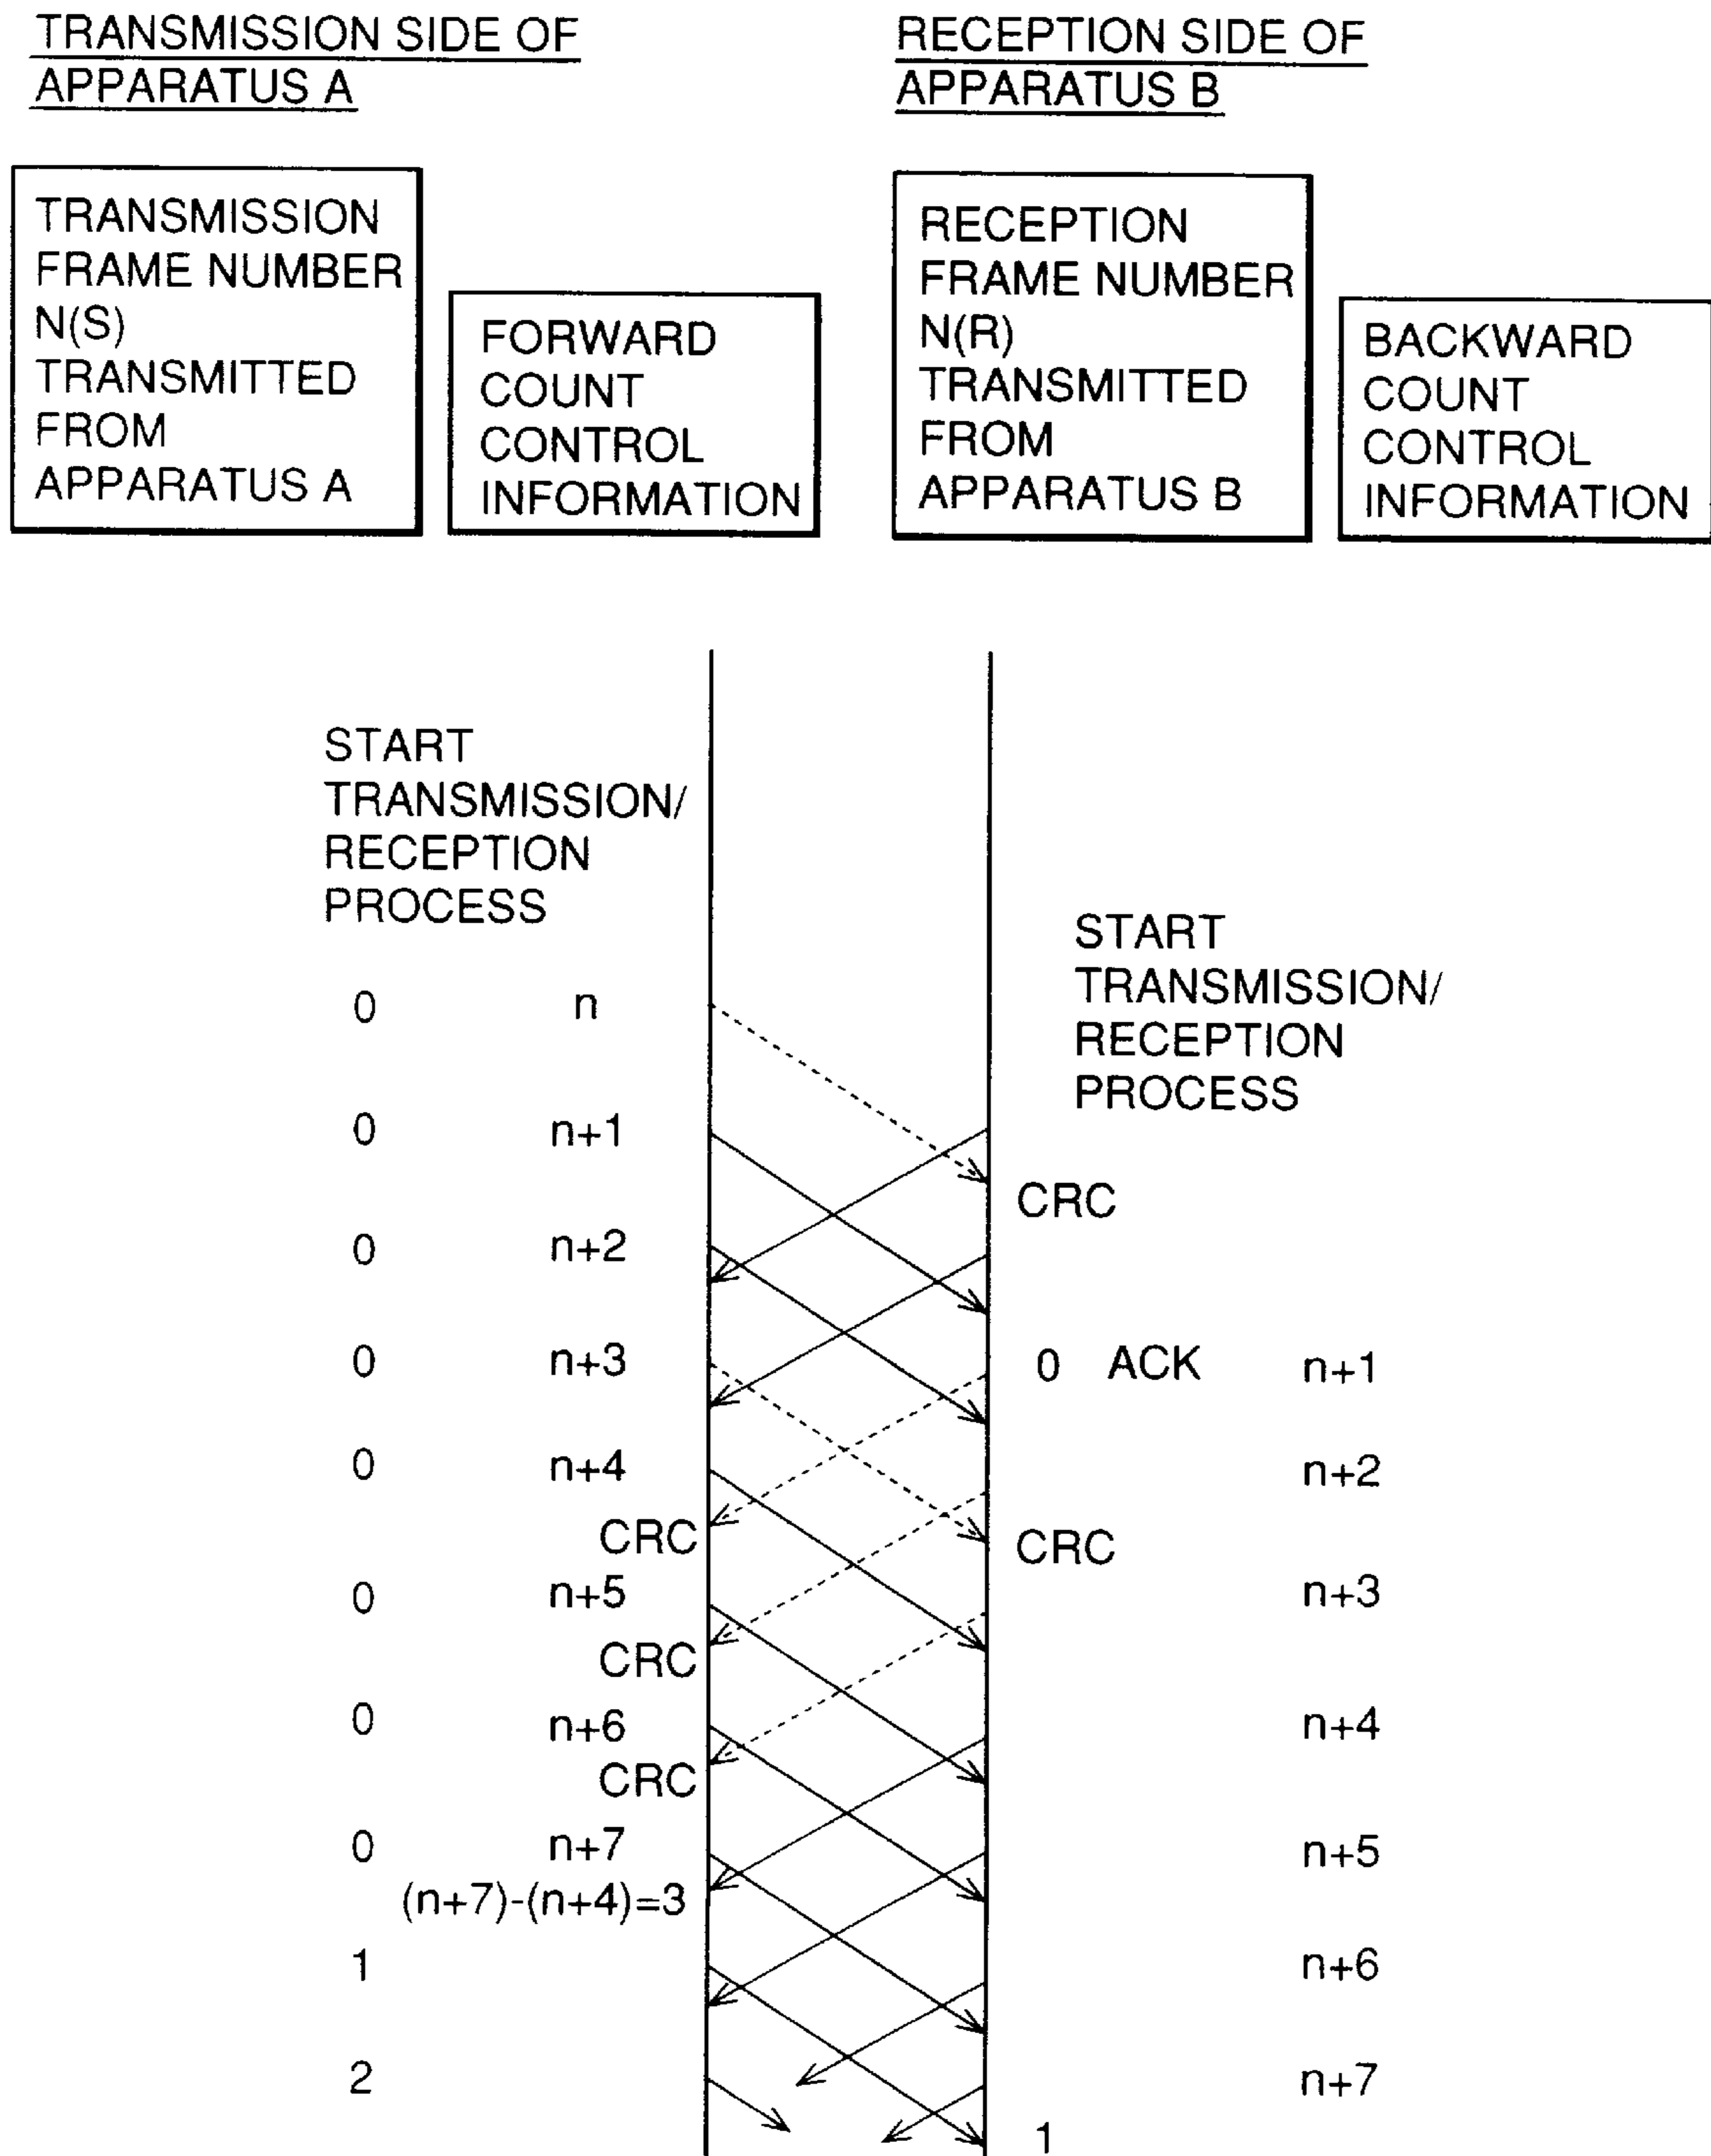 TRANSMISSION SIDE OF
APPARATUS A
RECEPTION SIDE OF
APPARATUS B
TRANSMISSION
FRAME NUMBER
N(S)
TRANSMITTED
FROM
APPARATUS A
FORWARD
COUNT
CONTROL
INFORMATION
RECEPTION
FRAME NUMBER
N(R)
TRANSMITTED
FROM
APPARATUS B
BACKWARD
COUNT
CONTROL
INFORMATION
START
TRANSMISSION/
RECEPTION
PROCESS
START
TRANSMISSION/
RECEPTION
PROCESS
0 n
0 n+1
CRC
0 n+2
0 n+3 0 ACK n+1
0 n+4 n+2
CRC CRC
0 n+5 n+3
CRC
0 n+6 n+4
CRC
0 n+7 n+5
(n+7)-(n+4)=3
1 n+6
2 n+7
1